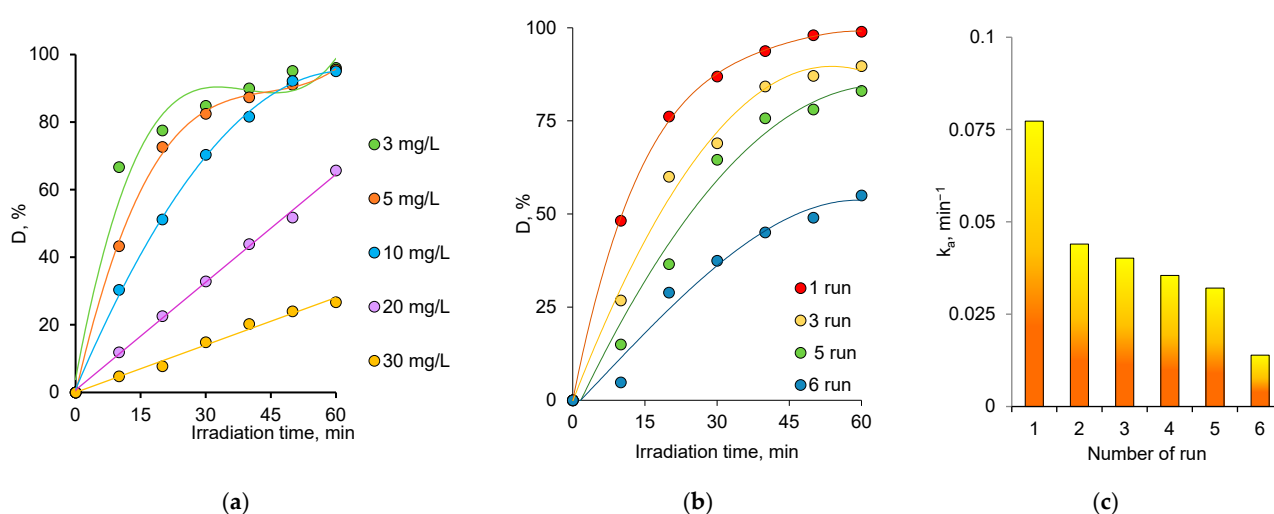 100
80
60
40
20
0
D, %
0 15 30 45 60
Irradiation time, min
3 mg/L
5 mg/L
10 mg/L
20 mg/L
30 mg/L
(a)
100
75
50
25
0
D, %
0 15 30 45 60
Irradiation time, min
1 run
3 run
5 run
6 run
(b)
0.1
0.075
0.05
0.025
0
kₐ, min⁻¹
1 2 3 4 5 6
Number of run
(c)